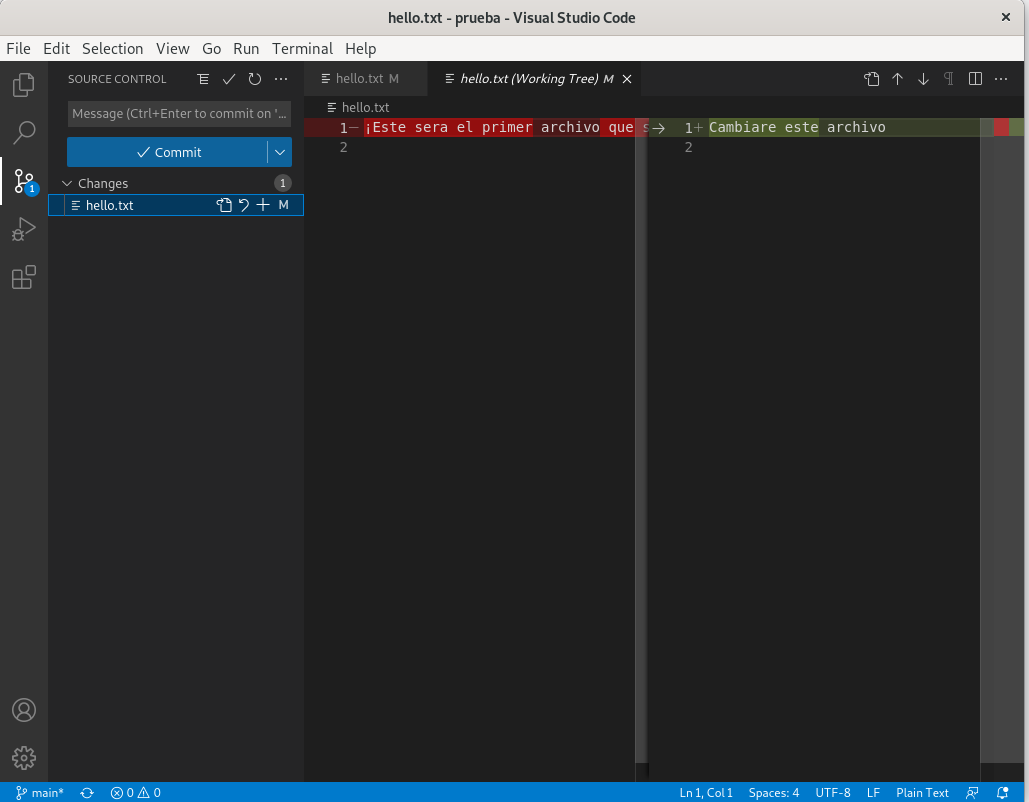 hello.txt - prueba - Visual Studio Code
File Edit Selection View Go Run Terminal Help
SOURCE CONTROL
Message (Ctrl+Enter to commit on '...
Commit
Changes 1
hello.txt M
1
hello.txt M
hello.txt (Working Tree) M
hello.txt
1 - ¡Este sera el primer archivo que s
2
1 + Cambiare este archivo
2
main* 0 0 Ln 1, Col 1 Spaces: 4 UTF-8 LF Plain Text